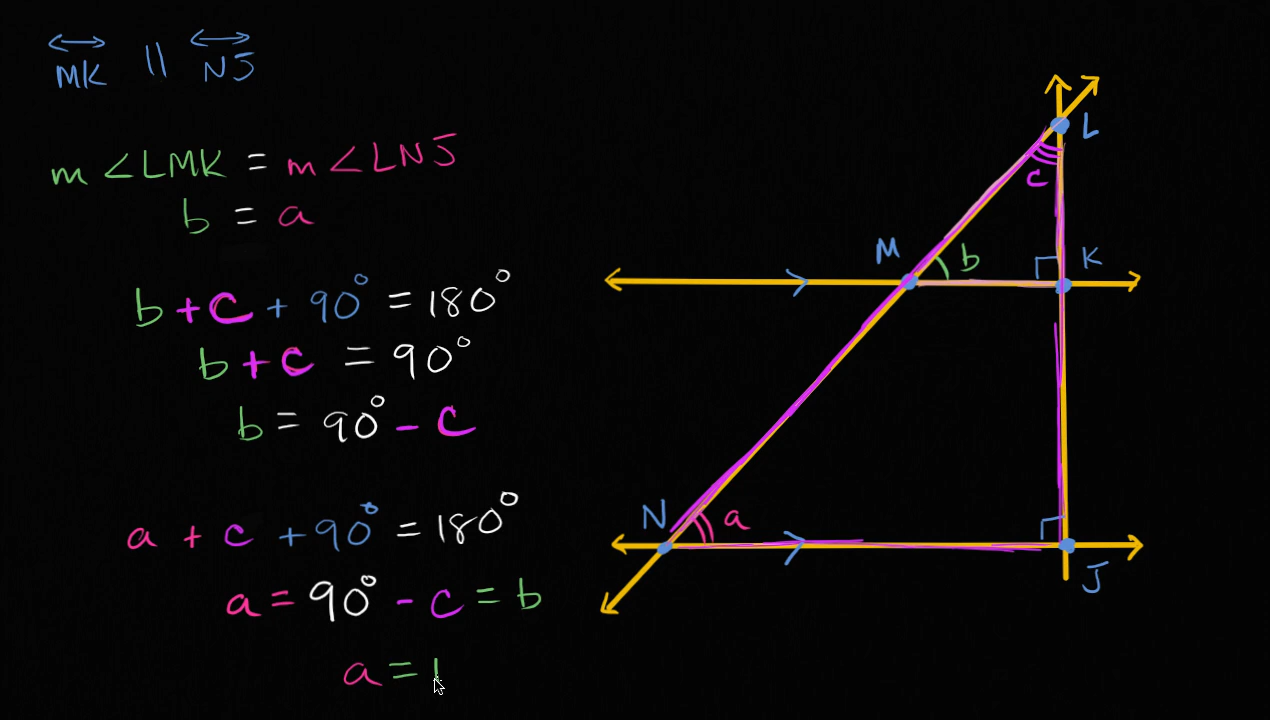 MK || NJ
m ∠LMK = m ∠LNJ
b = a
b + c + 90° = 180°
b + c = 90°
b = 90° - c
a + c + 90° = 180°
a = 90° - c = b
a =
L
c
M
b
K
N
a
J